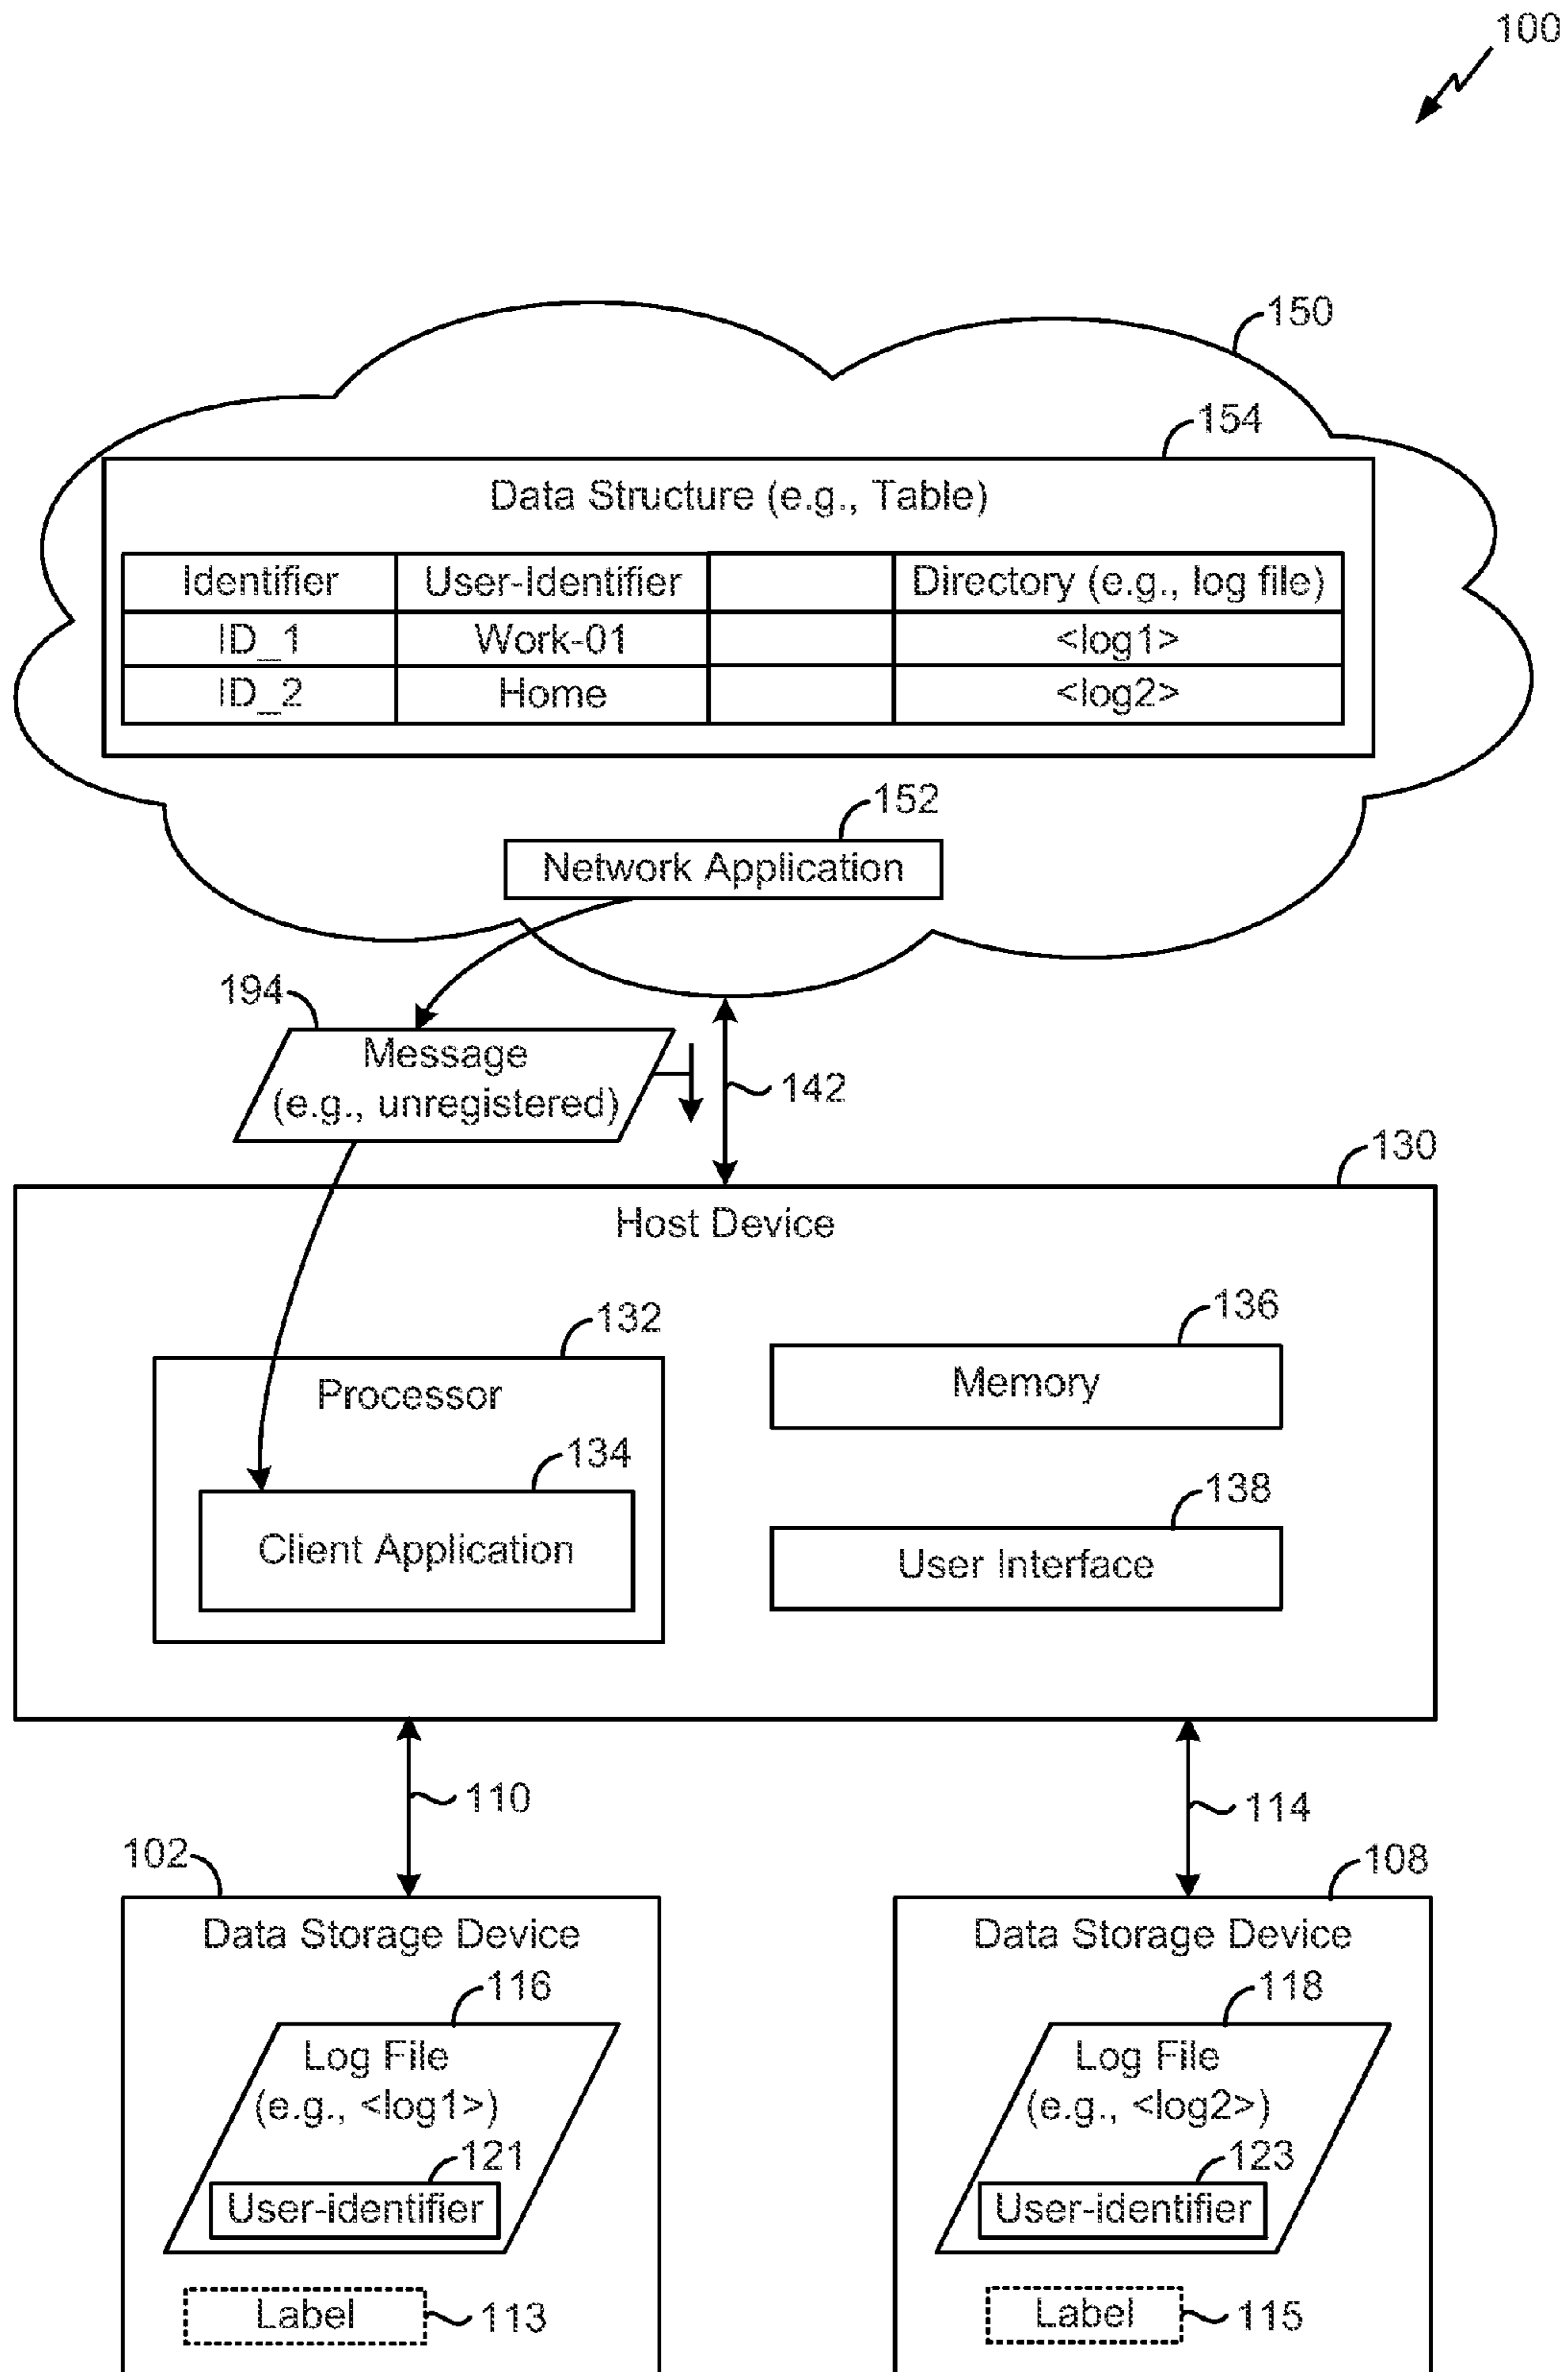 100
150
154
Data Structure (e.g., Table)
Identifier User-Identifier Directory (e.g., log file)
ID_1 Work-01 <log1>
ID_2 Home <log2>
152
Network Application
194
Message
(e.g., unregistered)
142
130
Host Device
132
136
Processor
Memory
134
138
Client Application
User Interface
110
114
102
108
Data Storage Device
116
Log File
(e.g., <log1>)
121
User-identifier
Label
113
Data Storage Device
118
Log File
(e.g., <log2>)
123
User-identifier
Label
115